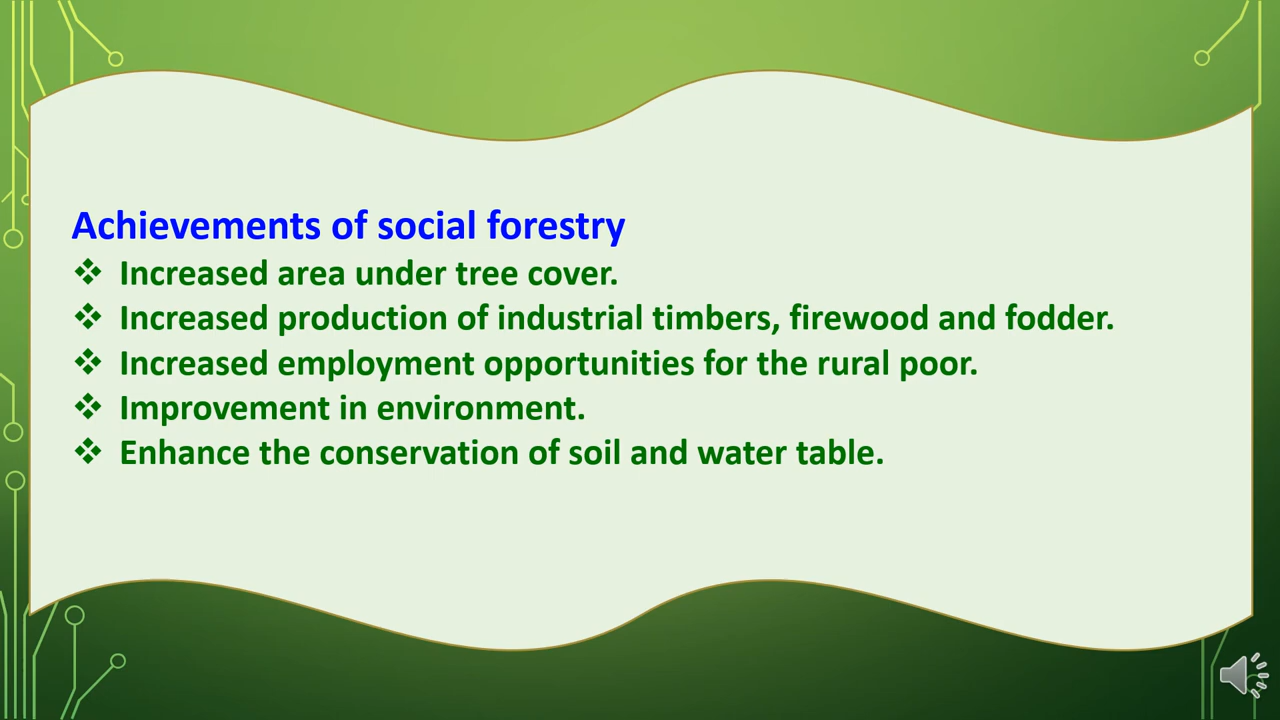 Achievements of social forestry
❖ Increased area under tree cover.
❖ Increased production of industrial timbers, firewood and fodder.
❖ Increased employment opportunities for the rural poor.
❖ Improvement in environment.
❖ Enhance the conservation of soil and water table.